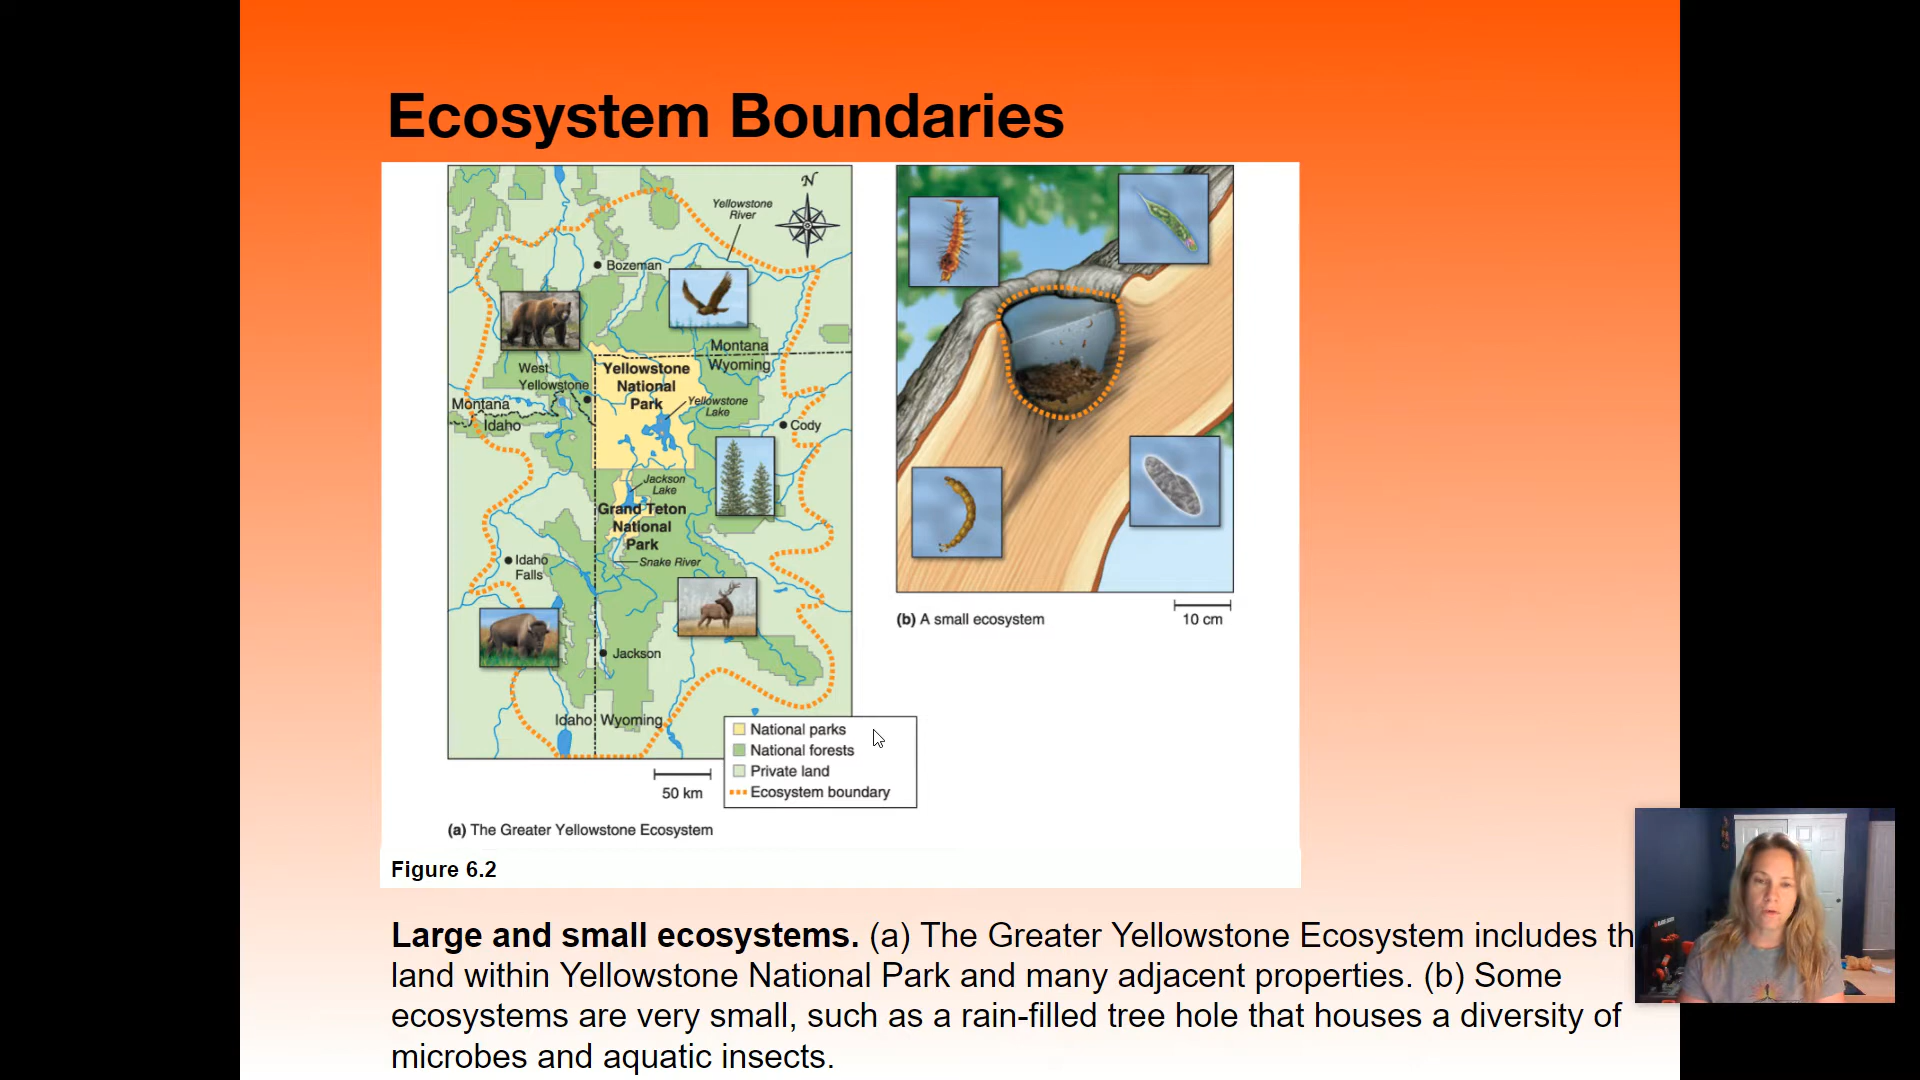 Ecosystem Boundaries
N
Yellowstone
River
Bozeman
Montana
Wyoming
West
Yellowstone
Yellowstone
National
Park
Yellowstone
Lake
Montana
Idaho
Cody
Jackson
Lake
Grand Teton
National
Park
Snake River
Idaho
Falls
Jackson
Idaho Wyoming
National parks
National forests
Private land
Ecosystem boundary
50 km
(a) The Greater Yellowstone Ecosystem
(b) A small ecosystem
10 cm
Figure 6.2
Large and small ecosystems. (a) The Greater Yellowstone Ecosystem includes th
land within Yellowstone National Park and many adjacent properties. (b) Some
ecosystems are very small, such as a rain-filled tree hole that houses a diversity of
microbes and aquatic insects.